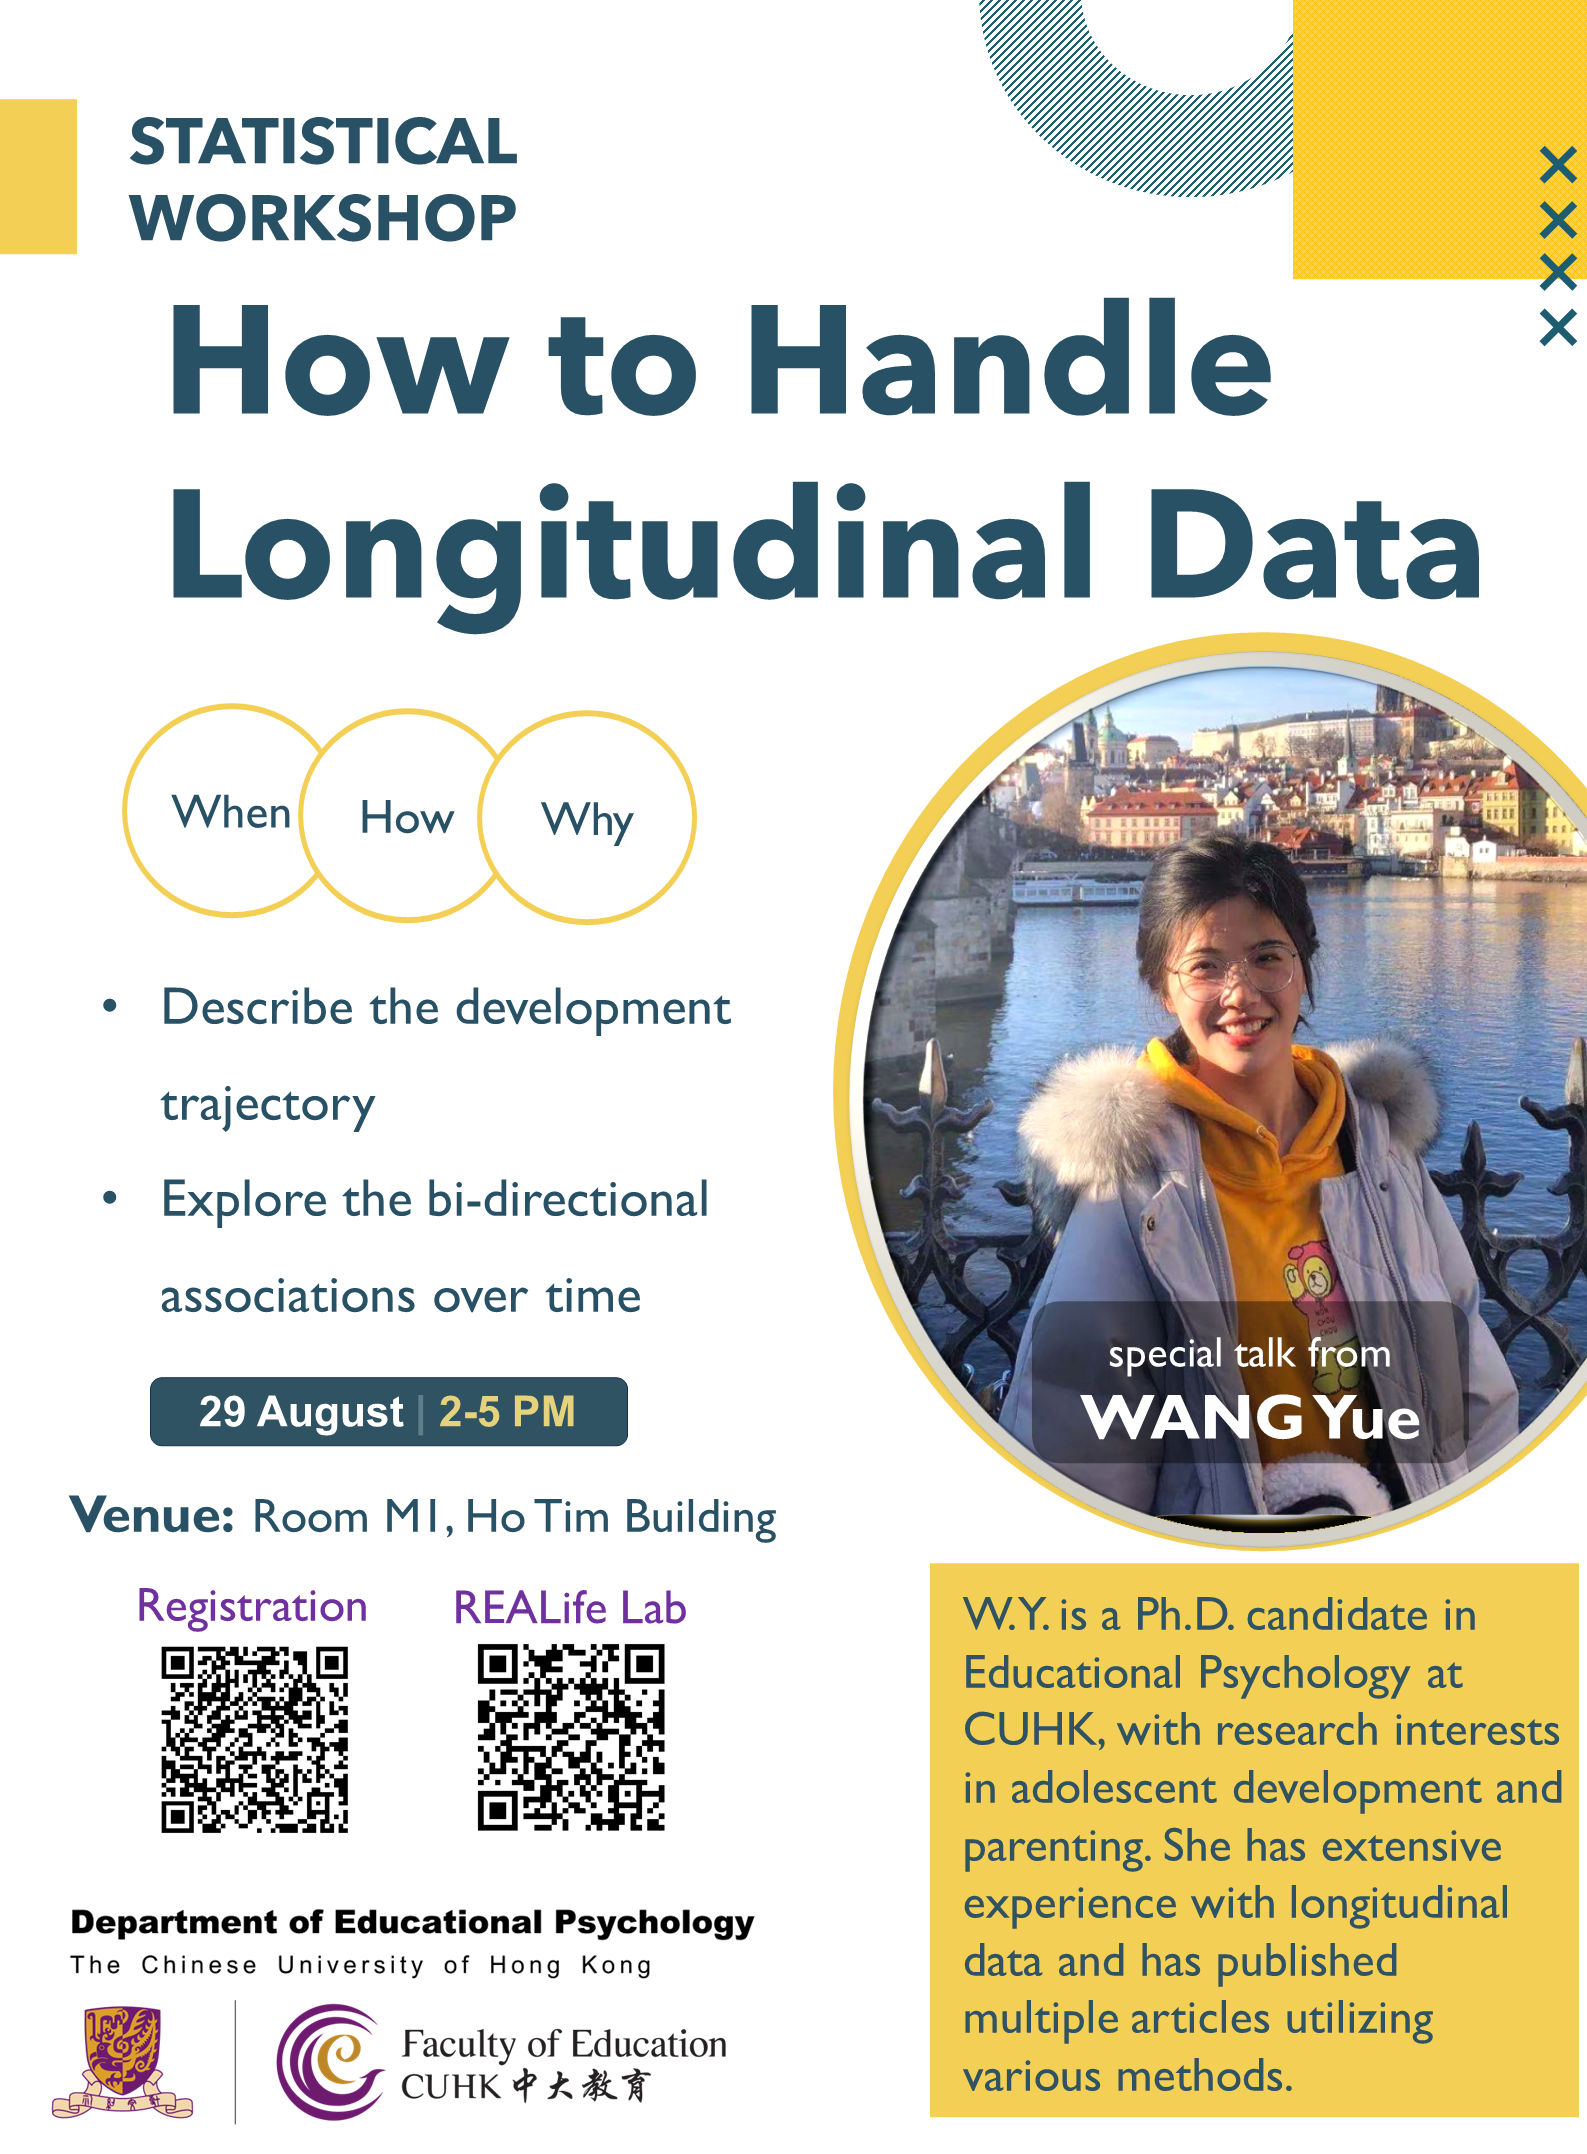 STATISTICAL
WORKSHOP
How to Handle
Longitudinal Data
When
How
Why
• Describe the development
trajectory
• Explore the bi-directional
associations over time
29 August | 2-5 PM
Venue: Room M1, Ho Tim Building
Registration
REALife Lab
special talk from
WANG Yue
W.Y. is a Ph.D. candidate in
Educational Psychology at
CUHK, with research interests
in adolescent development and
parenting. She has extensive
experience with longitudinal
data and has published
multiple articles utilizing
various methods.
Department of Educational Psychology
The Chinese University of Hong Kong
Faculty of Education
CUHK 中大教育